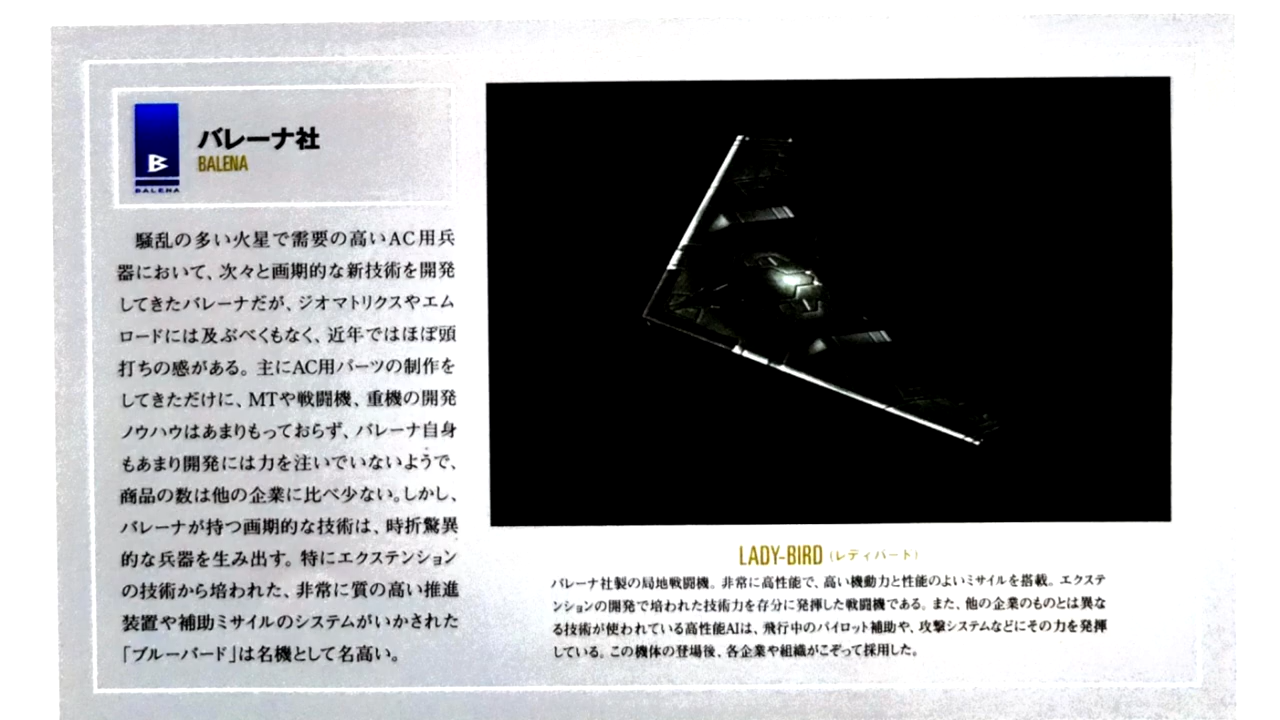 バレーナ社
BALENA
B
BALENA
騒乱の多い火星で需要の高いAC用兵
器において、次々と画期的な新技術を開発
してきたバレーナだが、ジオマトリクスやエム
ロードには及ぶべくもなく、近年ではほぼ頭
打ちの感がある。主にAC用パーツの制作を
してきただけに、MTや戦闘機、重機の開発
ノウハウはあまりもっておらず、バレーナ自身
もあまり開発には力を注いでいないようで、
商品の数は他の企業に比べ少ない。しかし、
バレーナが持つ画期的な技術は、時折驚異
的な兵器を生み出す。特にエクステンション
の技術から培われた、非常に質の高い推進
装置や補助ミサイルのシステムがいかされた
「ブルーバード」は名機として名高い。
LADY-BIRD（レディバート）
バレーナ社製の局地戦闘機。非常に高性能で、高い機動力と性能のよいミサイルを搭載。エクステ
ンションの開発で培われた技術力を存分に発揮した戦闘機である。また、他の企業のものとは異な
る技術が使われている高性能AIは、飛行中のパイロット補助や、攻撃システムなどにその力を発揮
している。この機体の登場後、各企業や組織がこぞって採用した。